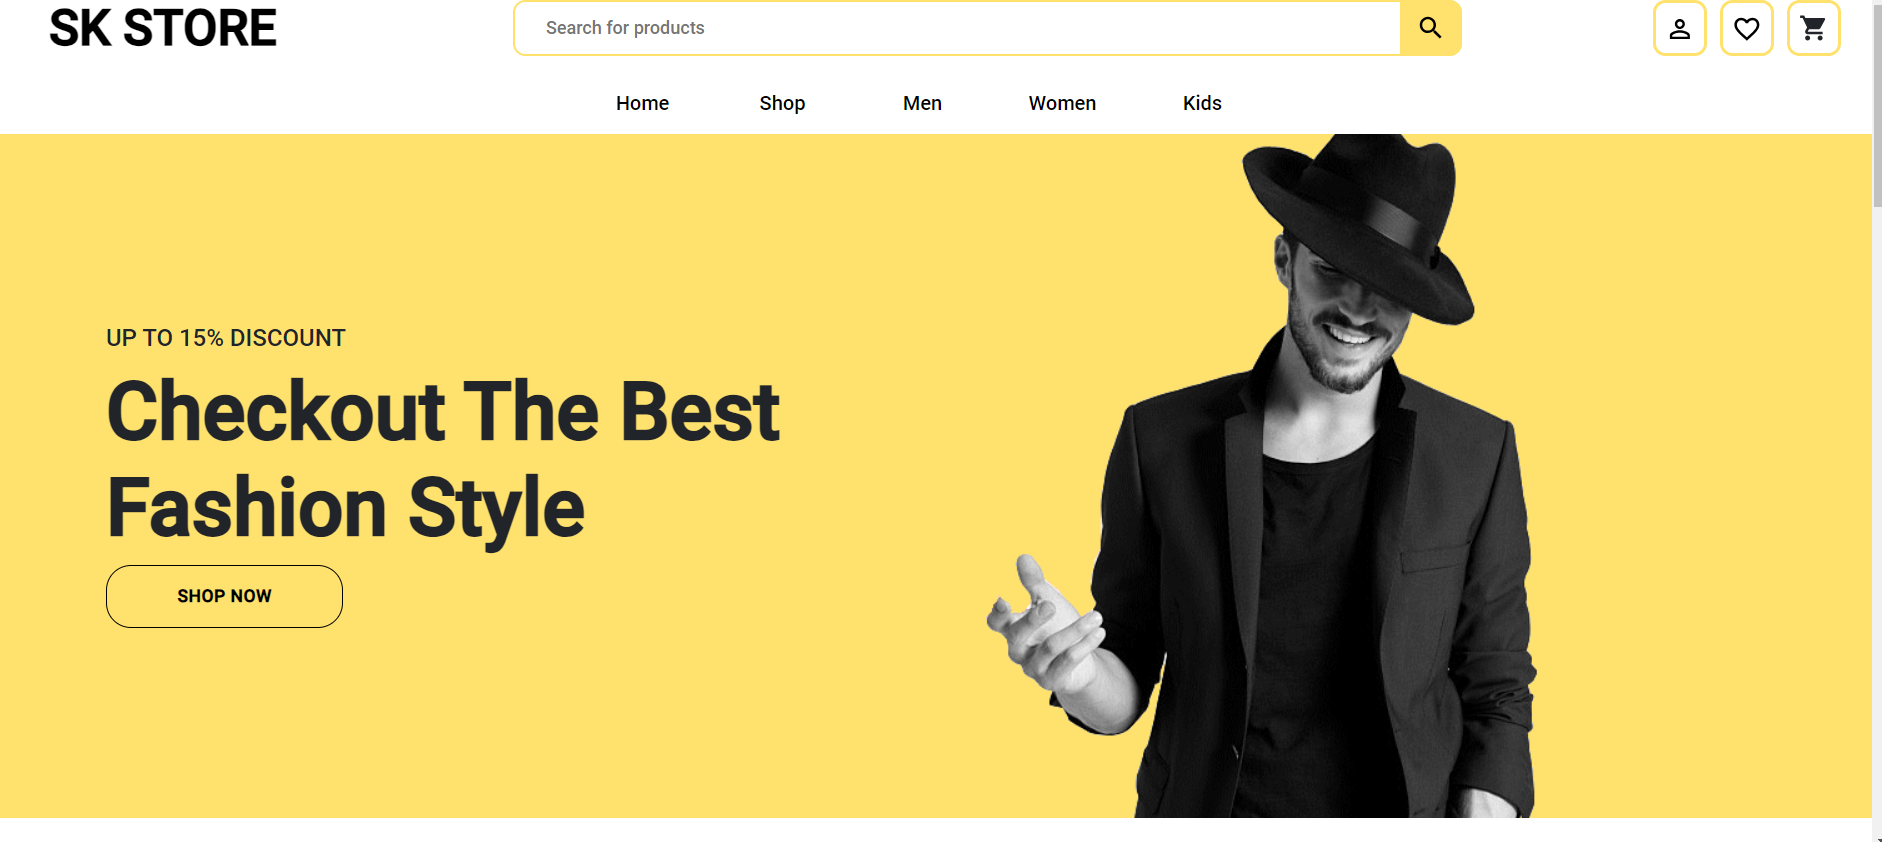 SK STORE
Search for products
Home Shop Men Women Kids
UP TO 15% DISCOUNT
Checkout The Best
Fashion Style
SHOP NOW